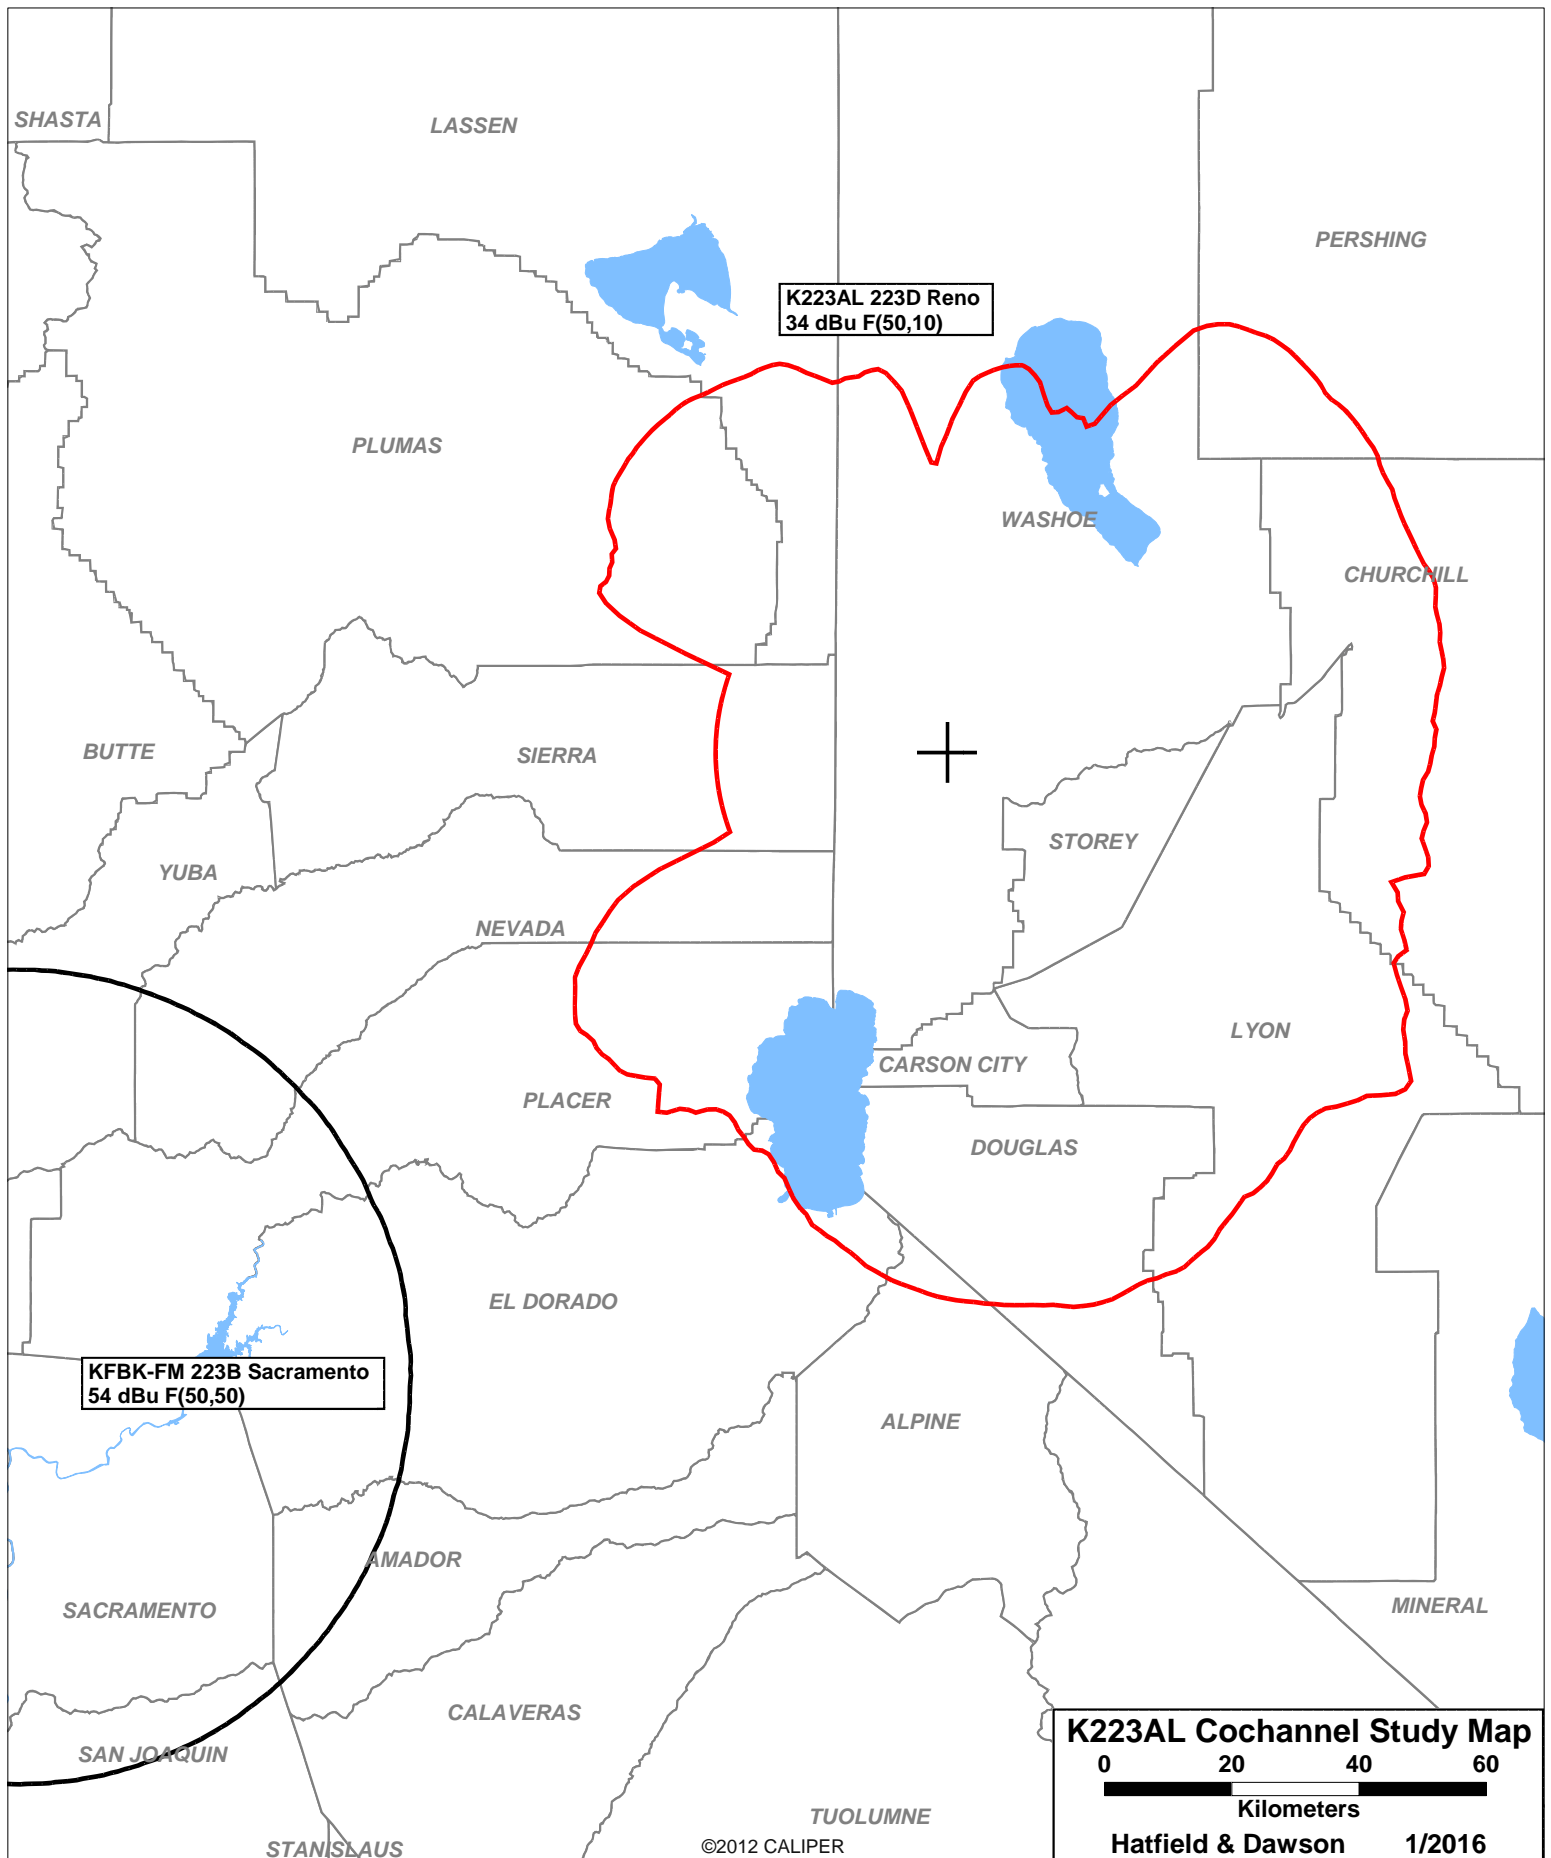 SHASTA
LASSEN
PERSHING
K223AL 223D Reno
34 dBu F(50,10)
PLUMAS
WASHOE
CHURCHILL
BUTTE
SIERRA
STOREY
YUBA
NEVADA
LYON
CARSON CITY
PLACER
DOUGLAS
EL DORADO
KFBK-FM 223B Sacramento
54 dBu F(50,50)
ALPINE
AMADOR
SACRAMENTO
MINERAL
CALAVERAS
SAN JOAQUIN
K223AL Cochannel Study Map
0 20 40 60
Kilometers
TUOLUMNE
Hatfield & Dawson 1/2016
STANISLAUS
©2012 CALIPER